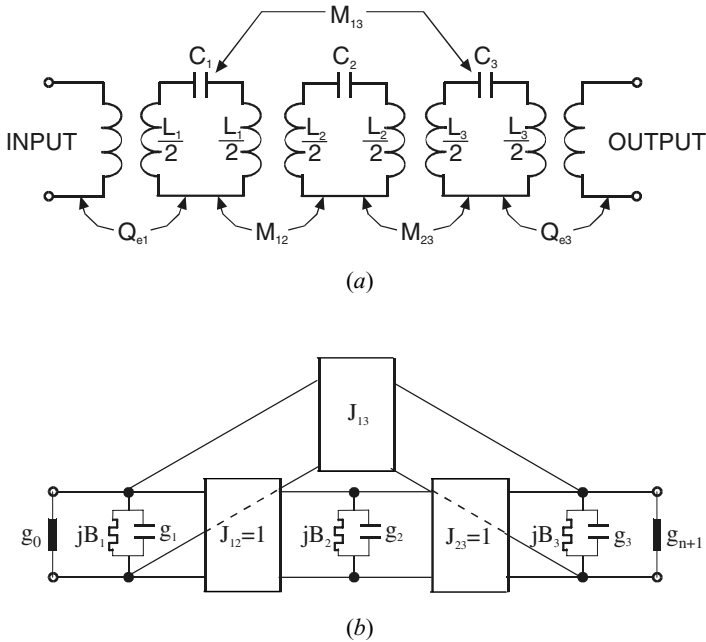 M₁₃
C₁ C₂ C₃
INPUT L₁/2 L₁/2 L₂/2 L₂/2 L₃/2 L₃/2 OUTPUT
Qₑ₁ M₁₂ M₂₃ Qₑ₃
(a)
J₁₃
g₀ jB₁ g₁ J₁₂=1 jB₂ g₂ J₂₃=1 jB₃ g₃ gₙ₊₁
(b)